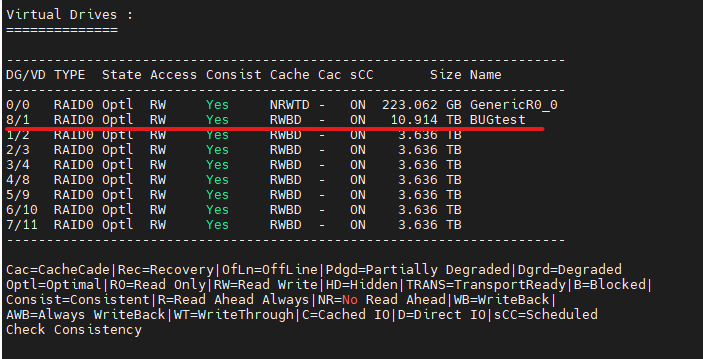 Virtual Drives :
==============
----------------------------------------------------------------------
DG/VD TYPE  State Access Consist Cache Cac sCC       Size Name
----------------------------------------------------------------------
0/0   RAID0 Optl  RW     Yes     NRWTD -   ON  223.062 GB GenericR0_0
8/1   RAID0 Optl  RW     Yes     RWBD  -   ON   10.914 TB BUGtest
1/2   RAID0 Optl  RW     Yes     RWBD  -   ON    3.636 TB
2/3   RAID0 Optl  RW     Yes     RWBD  -   ON    3.636 TB
3/4   RAID0 Optl  RW     Yes     RWBD  -   ON    3.636 TB
4/8   RAID0 Optl  RW     Yes     RWBD  -   ON    3.636 TB
5/9   RAID0 Optl  RW     Yes     RWBD  -   ON    3.636 TB
6/10  RAID0 Optl  RW     Yes     RWBD  -   ON    3.636 TB
7/11  RAID0 Optl  RW     Yes     RWBD  -   ON    3.636 TB
----------------------------------------------------------------------
Cac=CacheCade|Rec=Recovery|OfLn=OffLine|Pdgd=Partially Degraded|Dgrd=Degraded
Optl=Optimal|RO=Read Only|RW=Read Write|HD=Hidden|TRANS=TransportReady|B=Blocked|
Consist=Consistent|R=Read Ahead Always|NR=No Read Ahead|WB=WriteBack|
AWB=Always WriteBack|WT=WriteThrough|C=Cached IO|D=Direct IO|sCC=Scheduled
Check Consistency